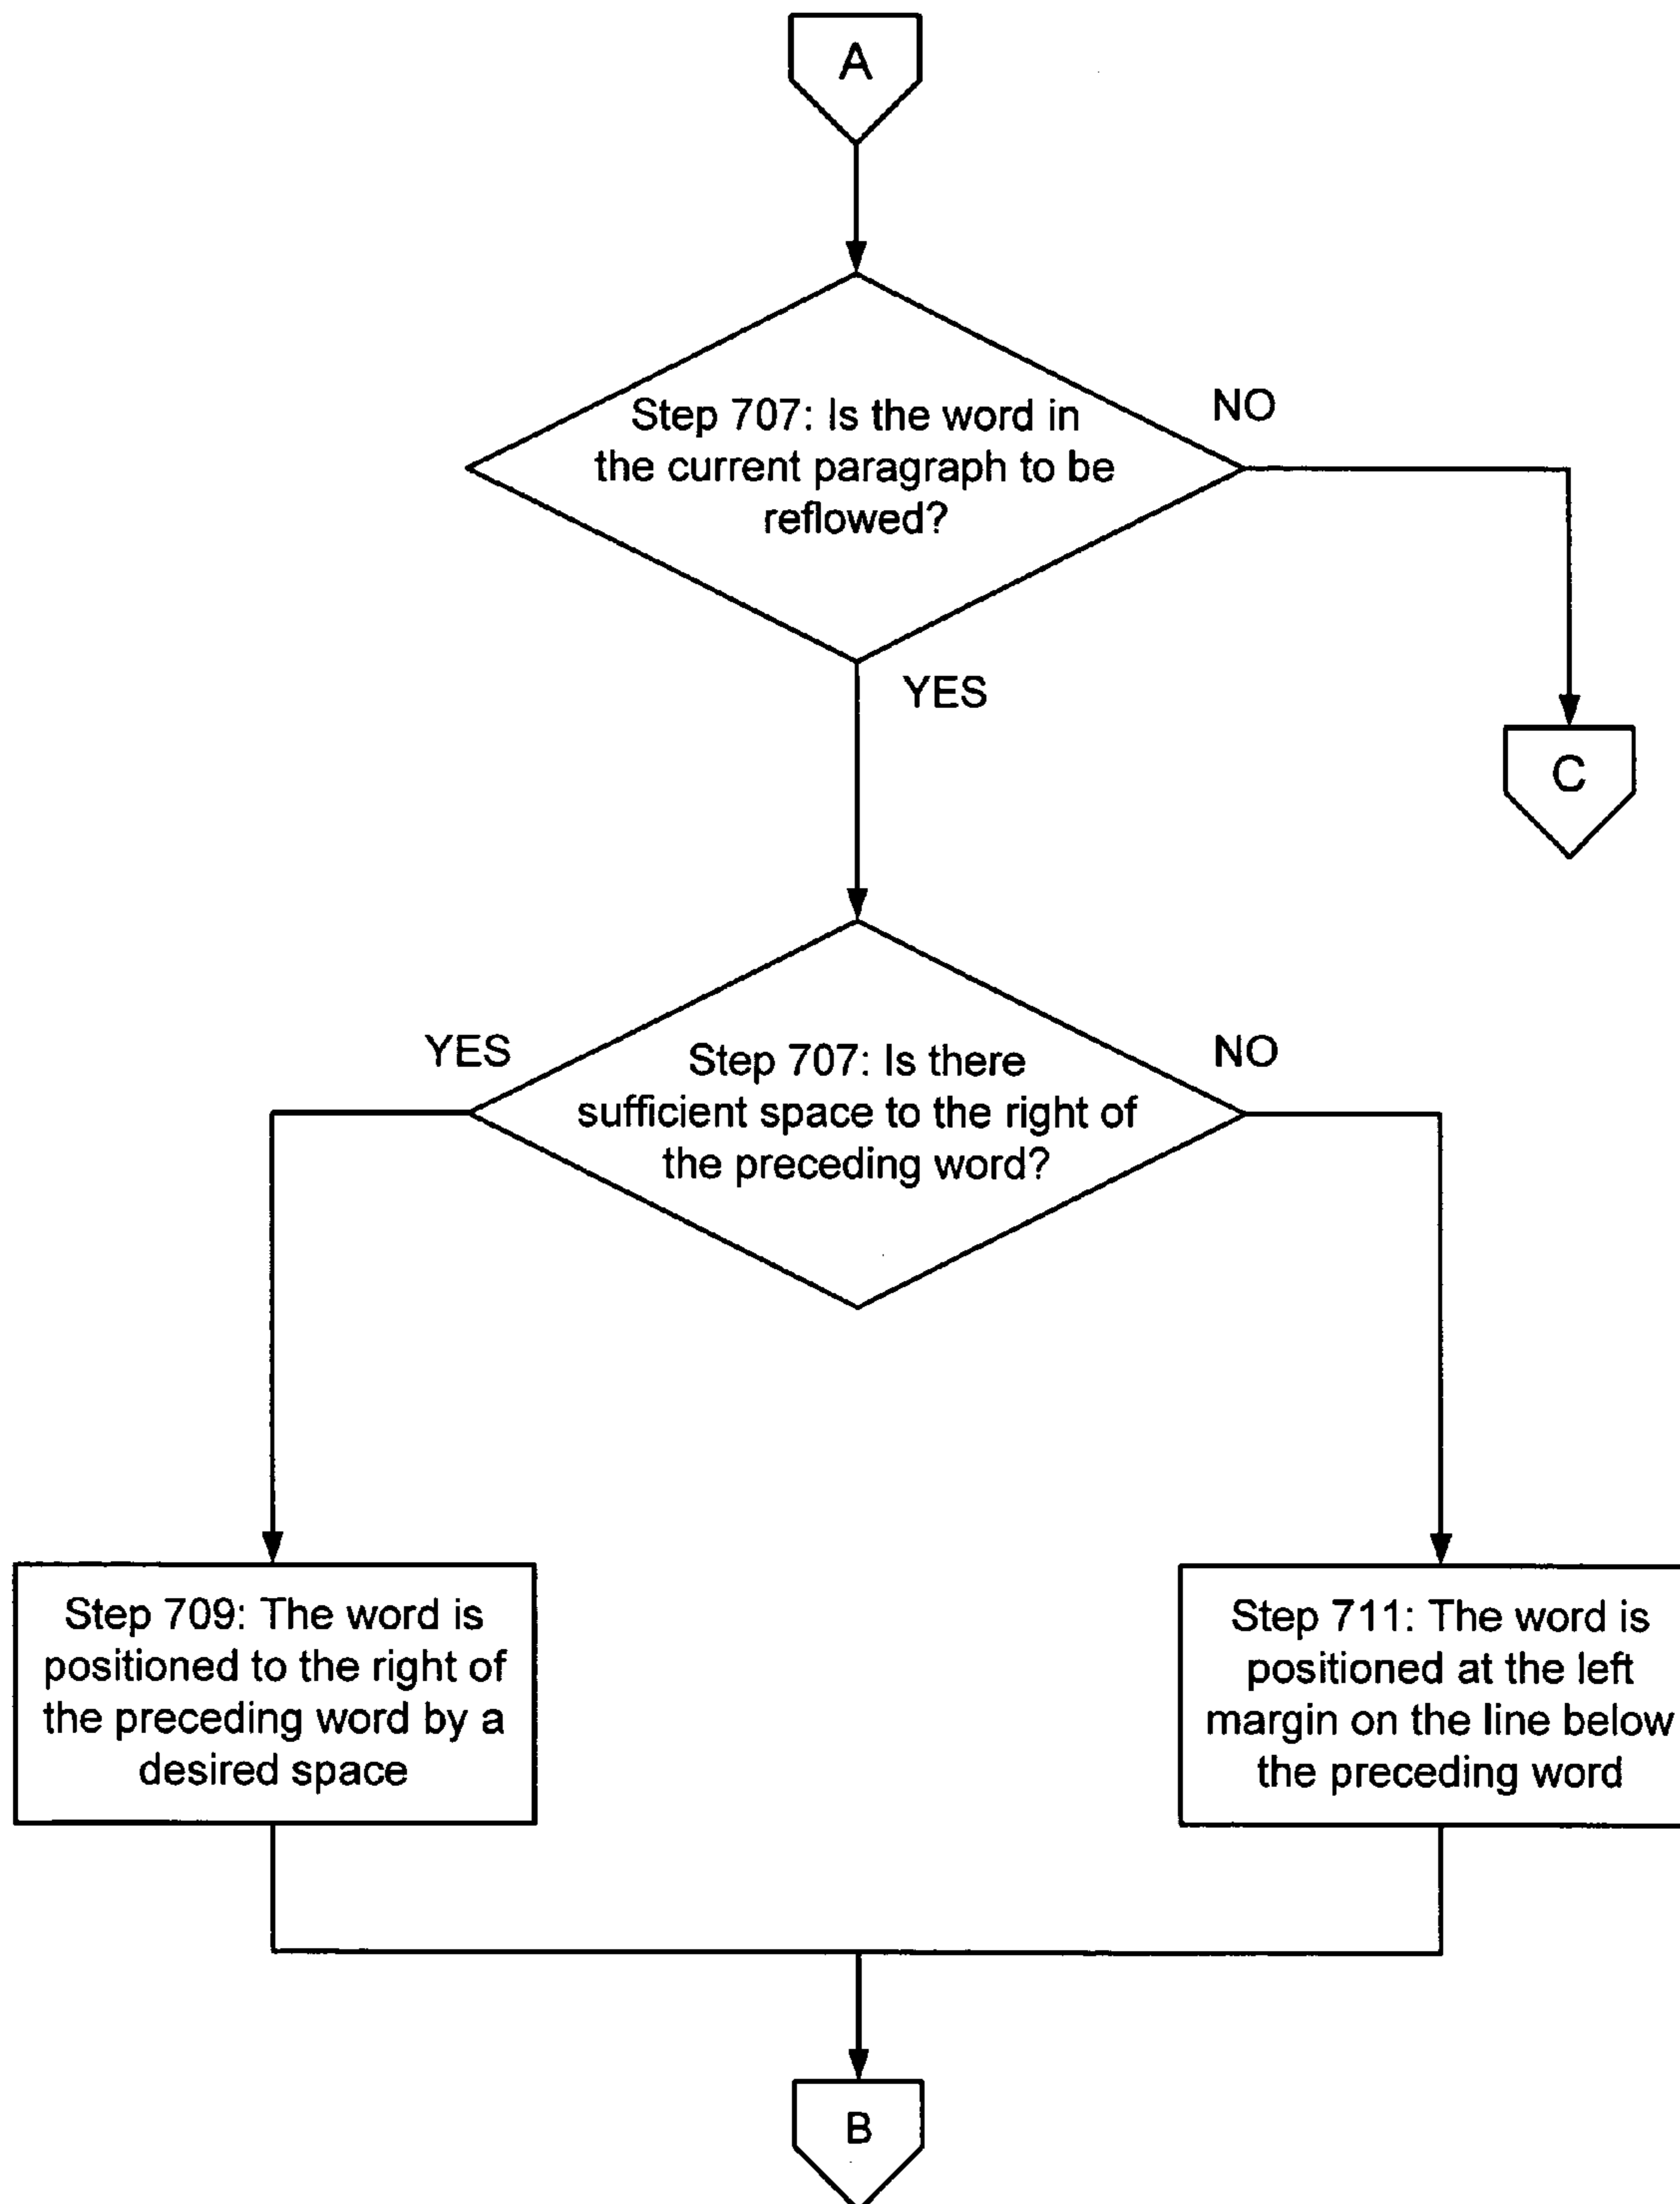 A
Step 707: Is the word in
the current paragraph to be
reflowed?
NO
YES
C
YES
Step 707: Is there
sufficient space to the right of
the preceding word?
NO
Step 709: The word is
positioned to the right of
the preceding word by a
desired space
Step 711: The word is
positioned at the left
margin on the line below
the preceding word
B